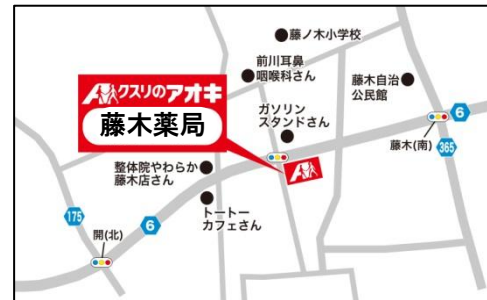 藤ノ木小学校
前川耳鼻
咽喉科さん
藤木自治
公民館
クスリのアオキ
藤木薬局
ガソリン
スタンドさん
6
藤木(南)
365
整体院やわらか
藤木店さん
トートー
カフェさん
175
開(北)
6